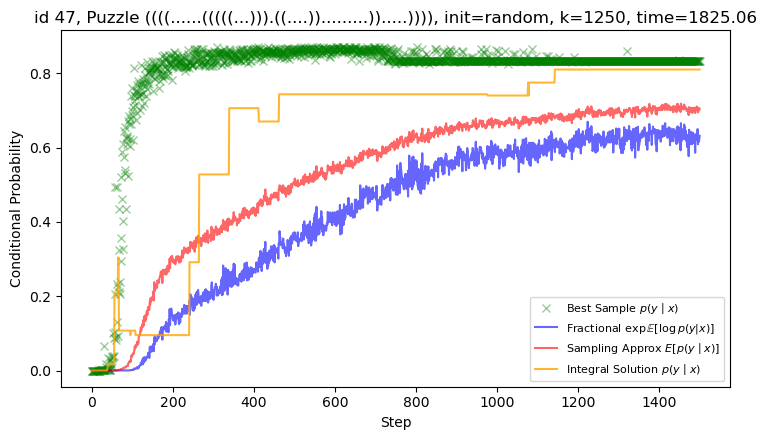 id 47, Puzzle ((((......(((((...))).((....)).........)).....)))), init=random, k=1250, time=1825.06
Conditional Probability
0.8
0.6
0.4
0.2
0.0
0 200 400 600 800 1000 1200 1400
Step
Best Sample p(y | x)
Fractional exp𝔼[log p(y|x)]
Sampling Approx E[p(y | x)]
Integral Solution p(y | x)